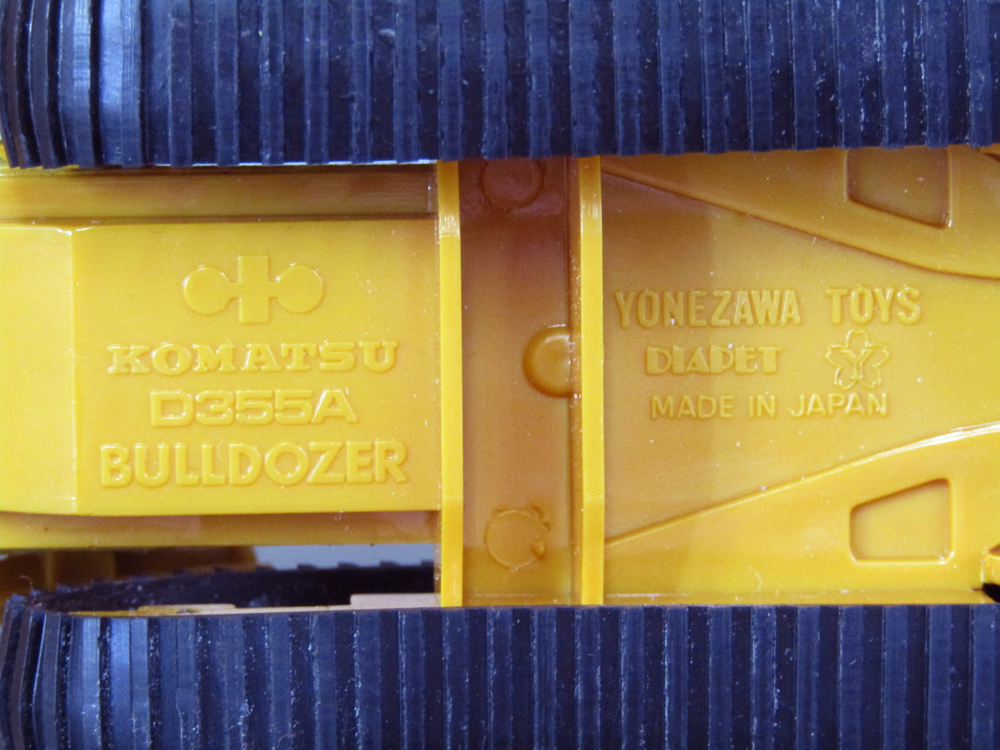 KOMATSU
D355A
BULLDOZER
YONEZAWA TOYS
DIAPET
MADE IN JAPAN